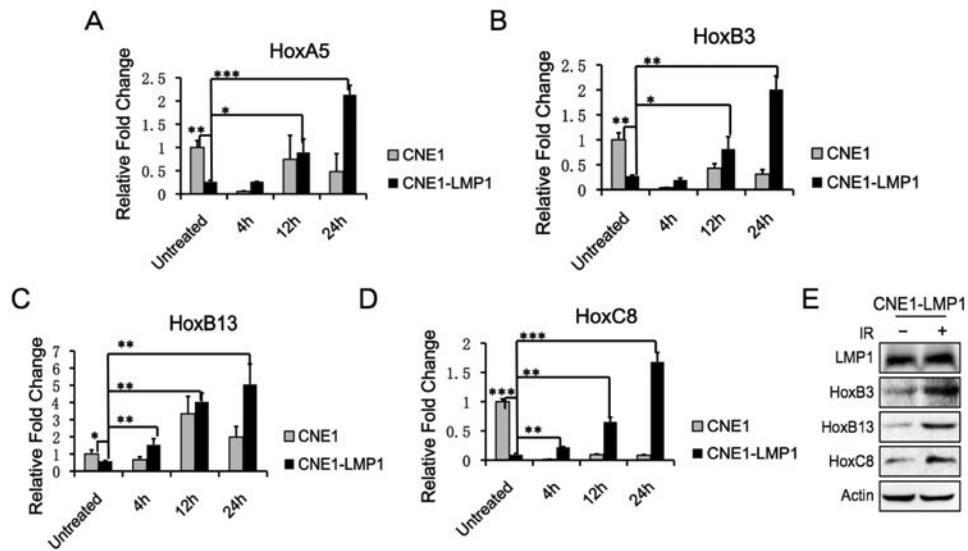 A
HoxA5
Relative Fold Change
2.5
2
1.5
1
0.5
0
***
*
**
Untreated
4h
12h
24h
CNE1
CNE1-LMP1
B
HoxB3
Relative Fold Change
2.5
2
1.5
1
0.5
0
**
*
**
Untreated
4h
12h
24h
CNE1
CNE1-LMP1
C
HoxB13
Relative Fold Change
7
6
5
4
3
2
1
0
**
**
**
*
Untreated
4h
12h
24h
CNE1
CNE1-LMP1
D
HoxC8
Relative Fold Change
2
1.5
1
0.5
0
***
**
***
**
Untreated
4h
12h
24h
CNE1
CNE1-LMP1
E
CNE1-LMP1
IR − +
LMP1
HoxB3
HoxB13
HoxC8
Actin